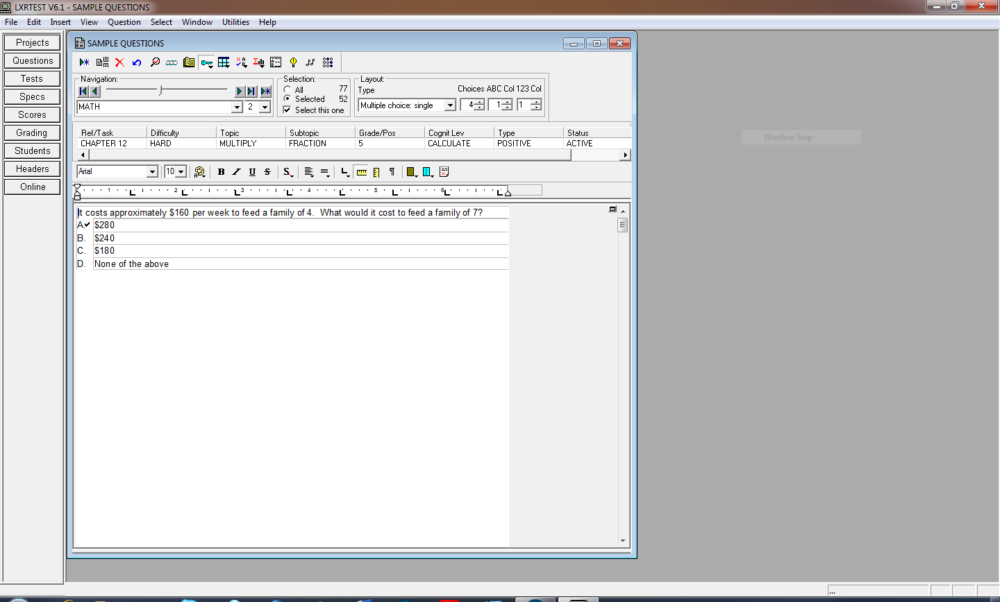 LXRTEST V6.1 - SAMPLE QUESTIONS
File Edit Insert View Question Select Window Utilities Help
Projects
Questions
Tests
Specs
Scores
Grading
Students
Headers
Online
SAMPLE QUESTIONS
Navigation:
MATH 2
Selection:
All 77
Selected 52
Select this one
Layout:
Type Choices ABC Col 123 Col
Multiple choice: single 4 1 1
Ref/Task Difficulty Topic Subtopic Grade/Pos Cognit Lev Type Status
CHAPTER 12 HARD MULTIPLY FRACTION 5 CALCULATE POSITIVE ACTIVE
Arial 10 B I U S S.
1 2 3 4 5 6
It costs approximately $160 per week to feed a family of 4.  What would it cost to feed a family of 7?
A. $280
B. $240
C. $180
D. None of the above
Window Snip
...